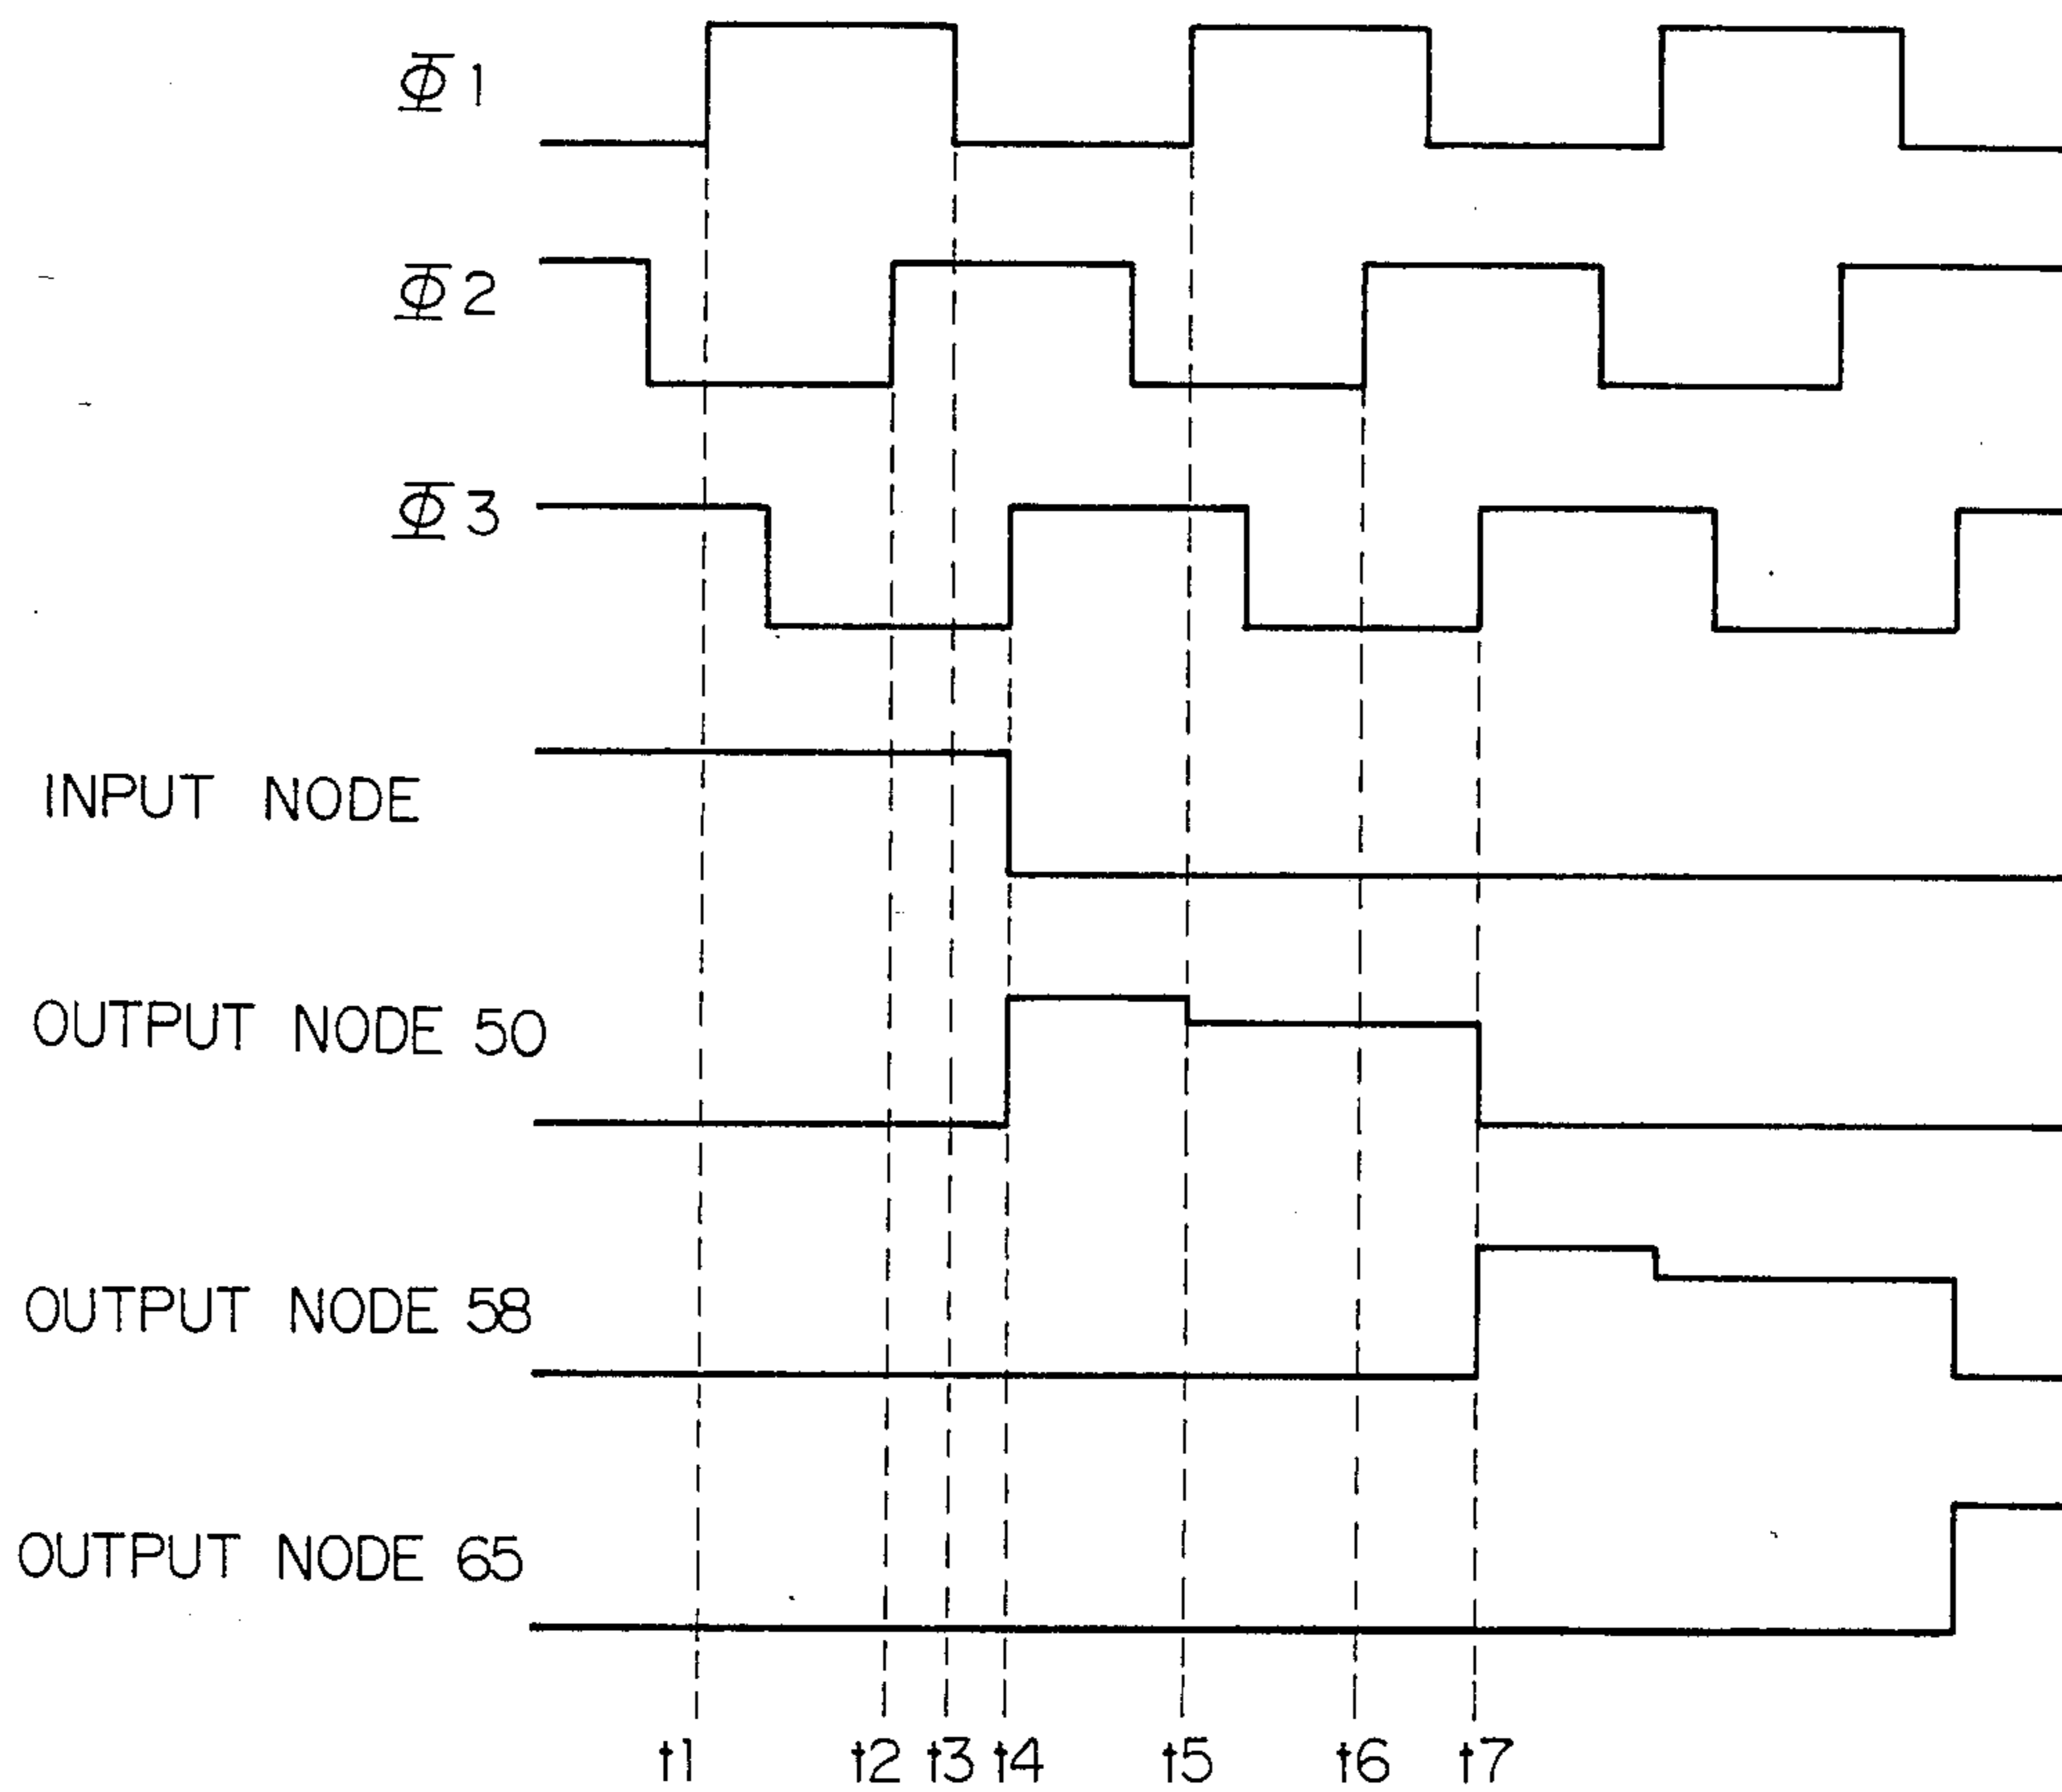 Φ1
Φ2
Φ3
INPUT NODE
OUTPUT NODE 50
OUTPUT NODE 58
OUTPUT NODE 65
t1 t2 t3 t4 t5 t6 t7